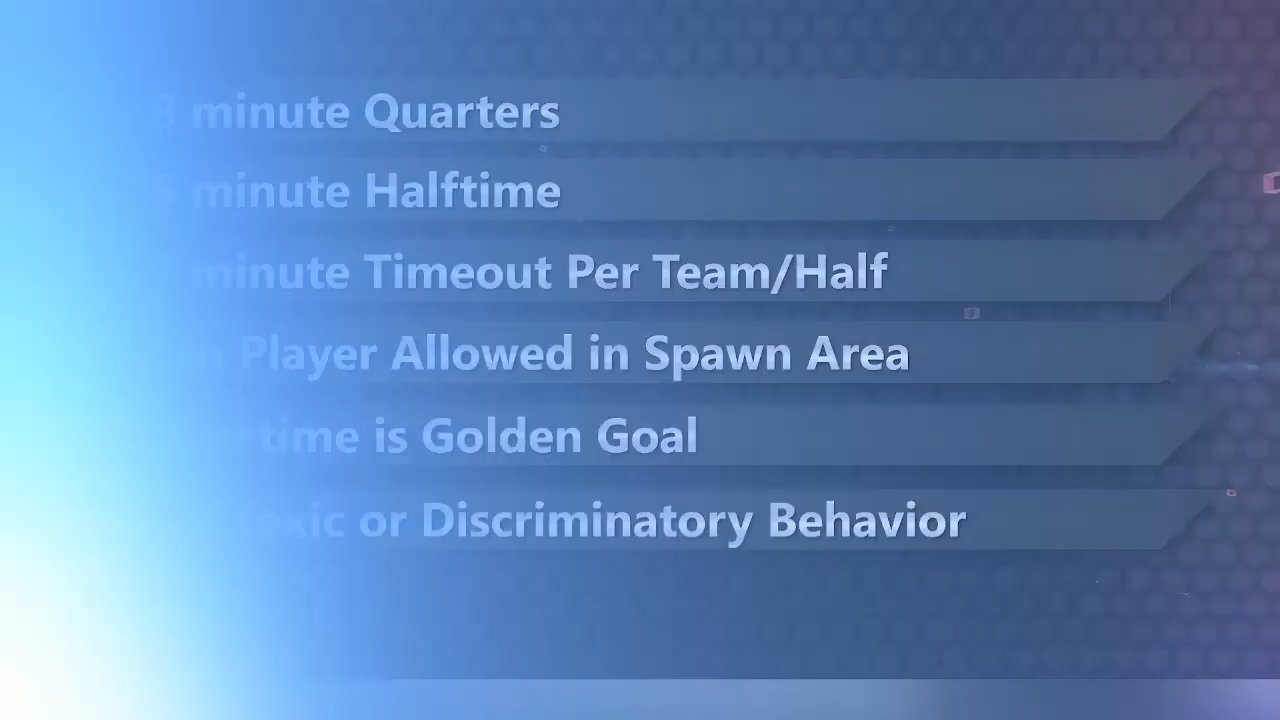 minute Quarters
minute Halftime
minute Timeout Per Team/Half
Player Allowed in Spawn Area
is Golden Goal
or Discriminatory Behavior